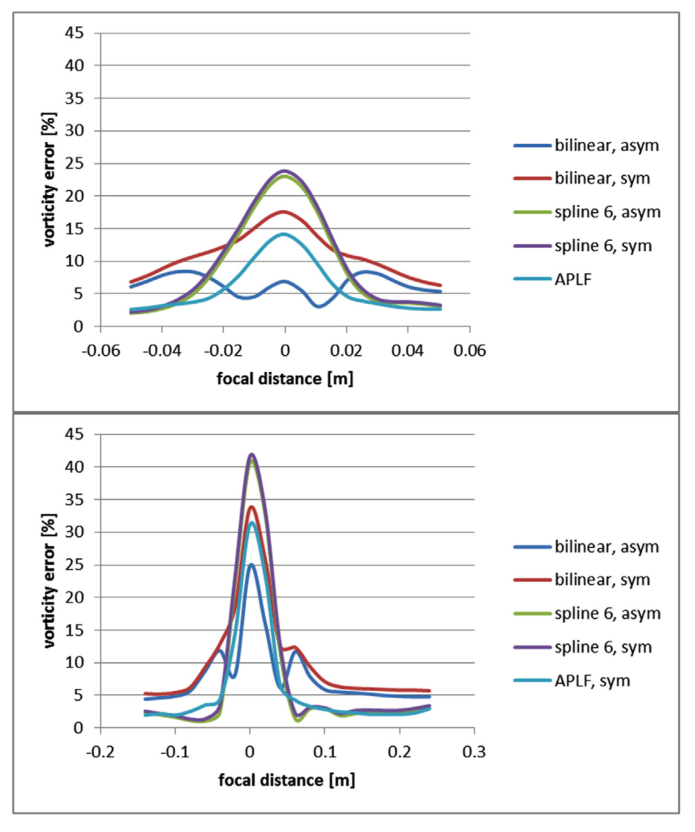 45
40
35
30
25
20
15
10
5
0
vorticity error [%]
-0.06 -0.04 -0.02 0 0.02 0.04 0.06
focal distance [m]
bilinear, asym
bilinear, sym
spline 6, asym
spline 6, sym
APLF
45
40
35
30
25
20
15
10
5
0
vorticity error [%]
-0.2 -0.1 0 0.1 0.2 0.3
focal distance [m]
bilinear, asym
bilinear, sym
spline 6, asym
spline 6, sym
APLF, sym